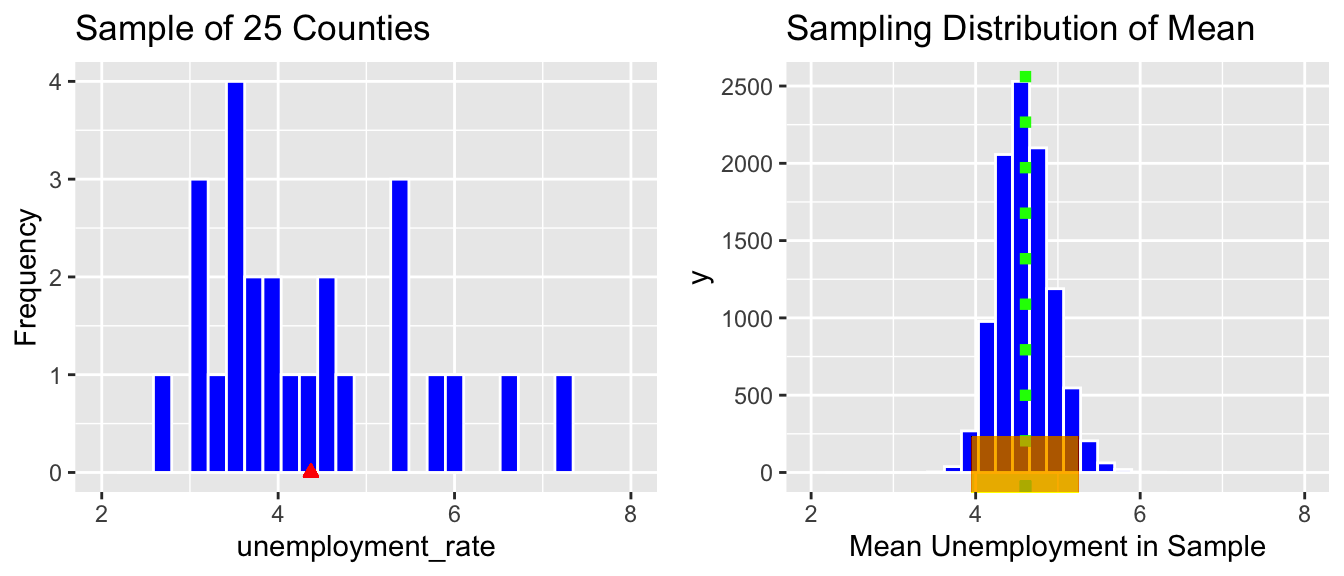 Sample of 25 Counties
4
3
2
1
0
Frequency
2 4 6 8
unemployment_rate
Sampling Distribution of Mean
2500
2000
1500
1000
500
0
y
2 4 6 8
Mean Unemployment in Sample